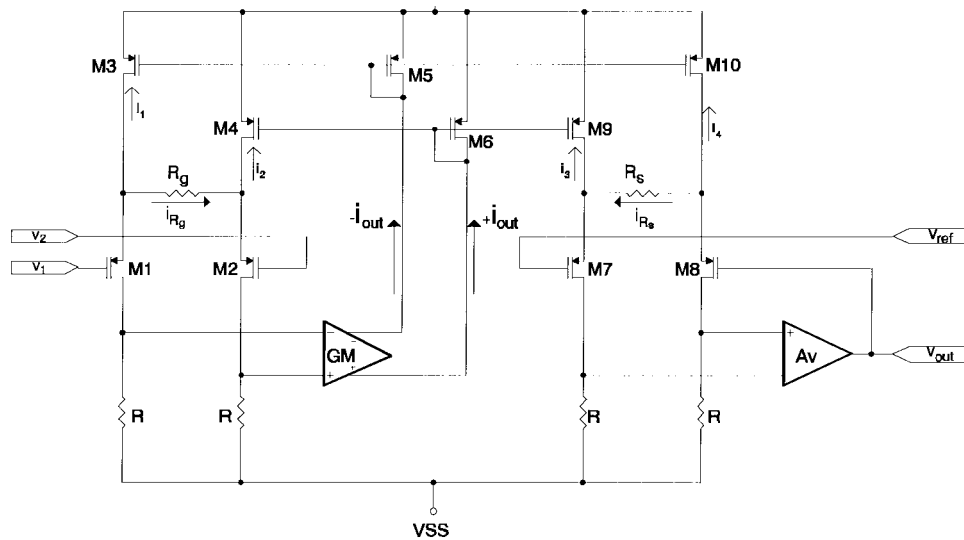 M3
M5
M10
i₁
M4
M6
M9
i₄
i₂
i₃
Rg
Rs
iRg
-iout
+iout
iRs
v₂
vref
v₁
M1
M2
M7
M8
−
−
GM
+
+
+
Av
vout
R
R
R
R
VSS